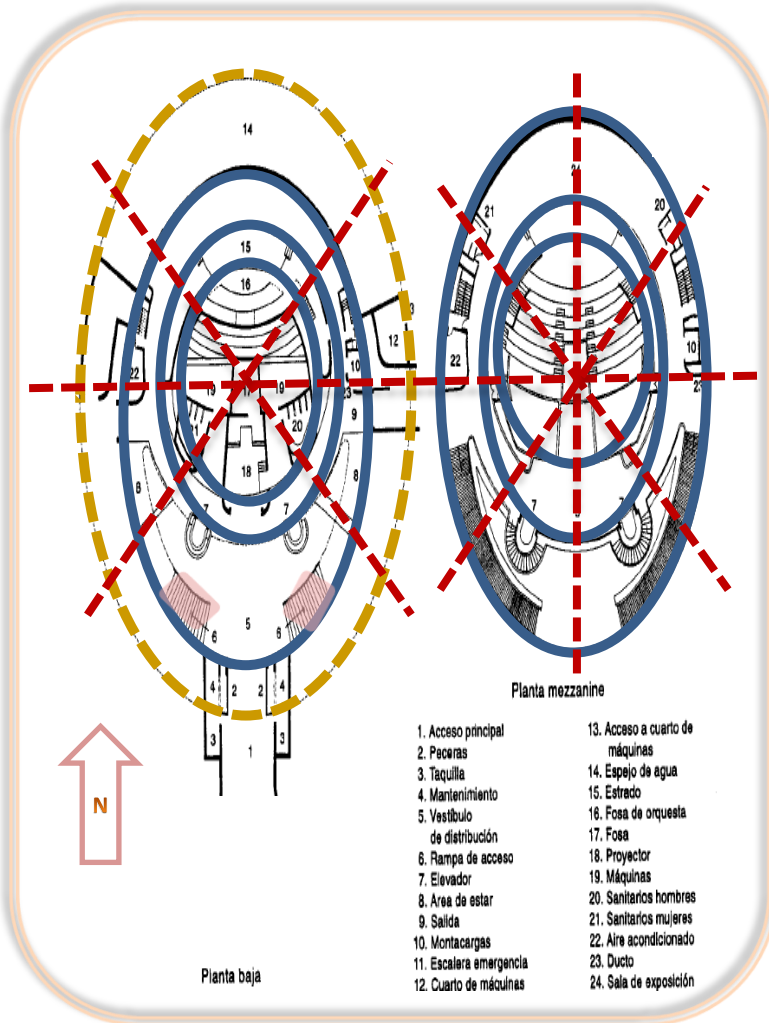 14
15
16
12
22
10
19
19
23
9
20
18
8
8
7
7
5
6
6
4
2
2
4
3
3
1
21
20
22
10
7
7
Planta mezzanine
1. Acceso principal
2. Peceras
3. Taquilla
4. Mantenimiento
5. Vestíbulo
de distribución
6. Rampa de acceso
7. Elevador
8. Area de estar
9. Salida
10. Montacargas
11. Escalera emergencia
12. Cuarto de máquinas
13. Acceso a cuarto de
máquinas
14. Espejo de agua
15. Estrado
16. Fosa de orquesta
17. Fosa
18. Proyector
19. Máquinas
20. Sanitarios hombres
21. Sanitarios mujeres
22. Aire acondicionado
23. Ducto
24. Sala de exposición
N
Planta baja